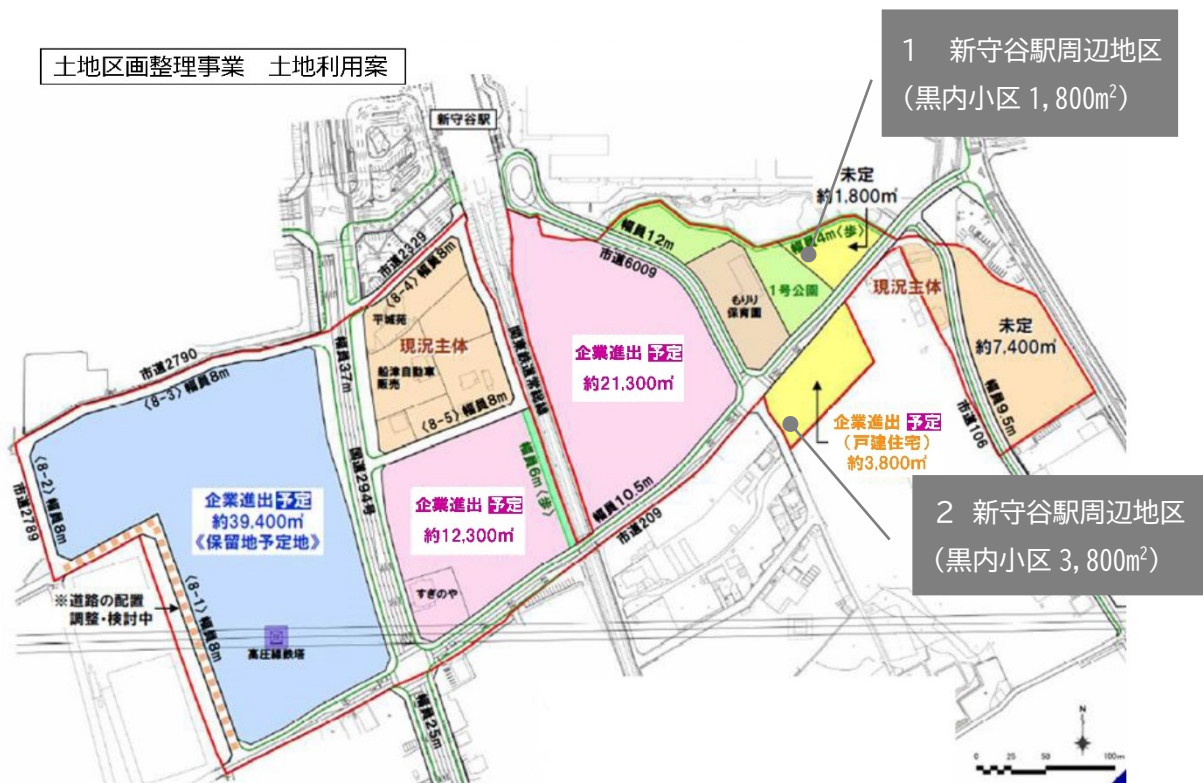 土地区画整理事業　土地利用案
1　新守谷駅周辺地区
（黒内小区 1,800㎡）
新守谷駅
未定
約1,800㎡
幅員12m
幅員4m〈歩〉
市道2329
市道6009
〈8-4〉幅員8m
1号公園
もりり
保育園
現況主体
平城苑
現況主体
船津自動車
販売
関東鉄道常総線
未定
約7,400㎡
企業進出 予定
約21,300㎡
幅員37m
市道2790
〈8-3〉幅員8m
〈8-5〉幅員8m
幅員9.5m
市道106
企業進出 予定
（戸建住宅）
約3,800㎡
国道294号
幅員6m〈歩〉
〈8-2〉幅員8m
市道2789
企業進出 予定
約39,400㎡
《保留地予定地》
企業進出 予定
約12,300㎡
幅員10.5m
市道209
2　新守谷駅周辺地区
（黒内小区 3,800㎡）
すぎのや
※道路の配置
調整・検討中
〈8-1〉幅員8m
高圧線鉄塔
幅員25m
N
0 25 50 100m